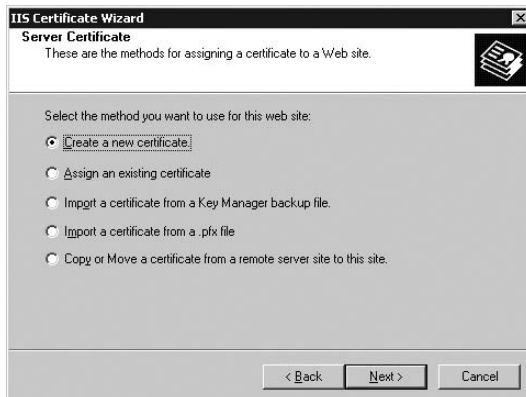 IIS Certificate Wizard
Server Certificate
These are the methods for assigning a certificate to a Web site.
Select the method you want to use for this web site:
Create a new certificate.
Assign an existing certificate
Import a certificate from a Key Manager backup file.
Import a certificate from a .pfx file
Copy or Move a certificate from a remote server site to this site.
< Back Next > Cancel